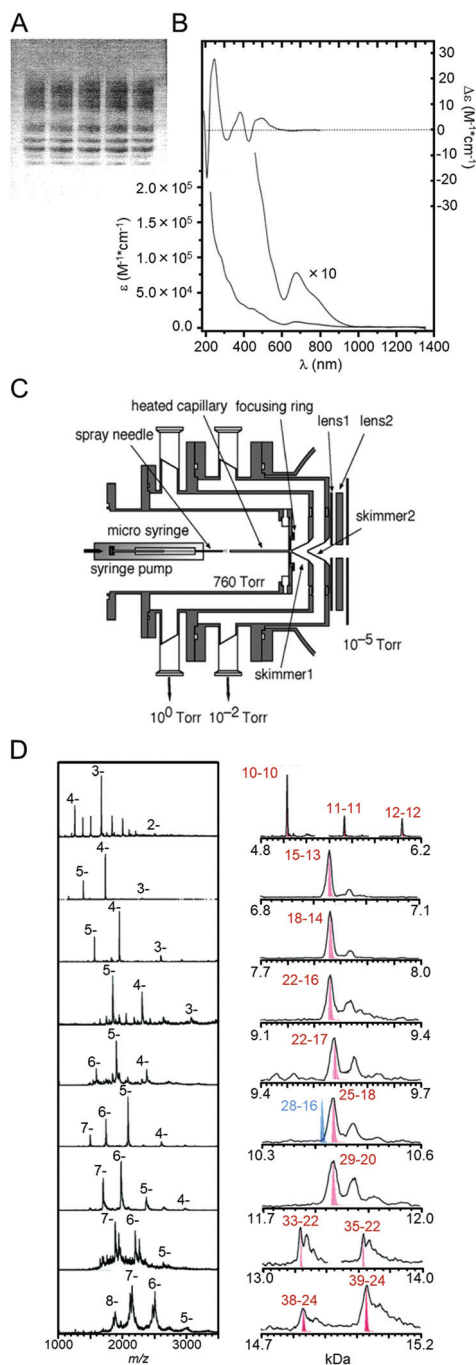 A
B
30
20
10
0
-10
-20
-30
Δε (M⁻¹*cm⁻¹)
2.0 × 10⁵
1.5 × 10⁵
1.0 × 10⁵
5.0 × 10⁴
0.0
ε (M⁻¹*cm⁻¹)
× 10
200 400 600 800 1000 1200 1400
λ (nm)
C
heated capillary focusing ring
lens1 lens2
spray needle
micro syringe
syringe pump
760 Torr
skimmer2
skimmer1
10⁻⁵ Torr
10⁰ Torr 10⁻² Torr
D
3-
4-
2-
10-10
11-11
12-12
4.8 6.2
4-
5-
3-
15-13
6.8 7.1
4-
5-
3-
18-14
7.7 8.0
5-
4-
3-
22-16
9.1 9.4
5-
6-
4-
22-17
9.4 9.7
5-
6-
7-
4-
25-18
28-16
10.3 10.6
6-
7-
5-
4-
29-20
11.7 12.0
7- 6-
5-
33-22
35-22
13.0 14.0
7-
6-
8-
5-
38-24
39-24
14.7 15.2
1000 2000 3000
m/z
kDa